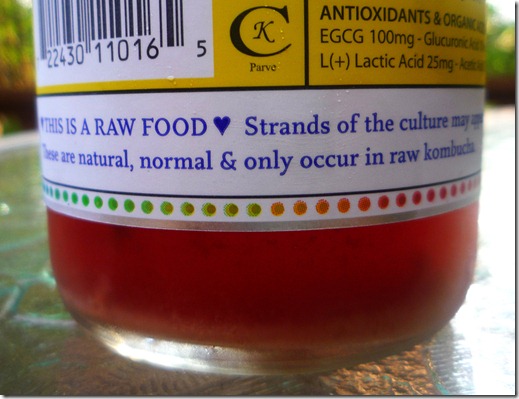 22430 11016 5
K
Parve
ANTIOXIDANTS & ORGANIC
EGCG 100mg - Glucuronic
L(+) Lactic Acid 25mg - Acetic
♥THIS IS A RAW FOOD♥ Strands of the culture may
These are natural, normal & only occur in raw kombucha.